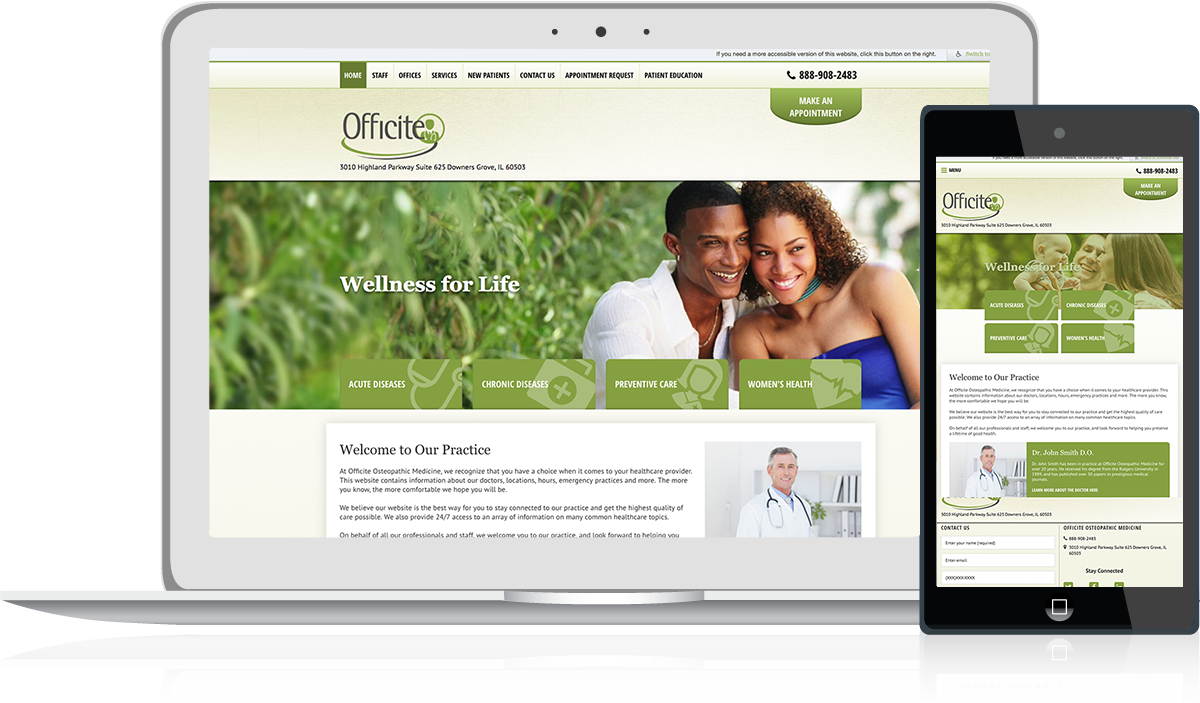 If you need a more accessible version of this website, click this button on the right.
Switch to
HOME
STAFF
OFFICES
SERVICES
NEW PATIENTS
CONTACT US
APPOINTMENT REQUEST
PATIENT EDUCATION
888-908-2483
MAKE AN
APPOINTMENT
Officite
3010 Highland Parkway Suite 625 Downers Grove, IL 60503
Wellness for Life
ACUTE DISEASES
CHRONIC DISEASES
PREVENTIVE CARE
WOMEN'S HEALTH
Welcome to Our Practice
At Officite Osteopathic Medicine, we recognize that you have a choice when it comes to your healthcare provider.
This website contains information about our doctors, locations, hours, emergency practices and more. The more
you know, the more comfortable we hope you will be.
We believe our website is the best way for you to stay connected to our practice and get the highest quality of
care possible. We also provide 24/7 access to an array of information on many common healthcare topics.
On behalf of all our professionals and staff, we welcome you to our practice, and look forward to helping you
If you need a more accessible version of this website, click this button on the right
MENU
888-908-2483
MAKE AN
APPOINTMENT
Officite
3010 Highland Parkway Suite 625 Downers Grove, IL 60503
Wellness for Life
ACUTE DISEASES
CHRONIC DISEASES
PREVENTIVE CARE
WOMEN'S HEALTH
Welcome to Our Practice
At Officite Osteopathic Medicine, we recognize that you have a choice when it comes to your healthcare provider. This
website contains information about our doctors, locations, hours, emergency practices and more. The more you know,
the more comfortable we hope you will be.
We believe our website is the best way for you to stay connected to our practice and get the highest quality of care
possible. We also provide 24/7 access to an array of information on many common healthcare topics.
On behalf of all our professionals and staff, we welcome you to our practice, and look forward to helping you preserve
a lifetime of good health.
Dr. John Smith D.O.
Dr. John Smith has been in practice at Officite Osteopathic Medicine for
over 20 years. He received his degree from the Rutgers University in
1989, and has published over 30 papers in prestigious medical
journals.
LEARN MORE ABOUT THE DOCTOR HERE
3010 Highland Parkway Suite 625 Downers Grove, IL 60503
CONTACT US
Enter your name (required)
Enter email
(XXX)XXX-XXXX
OFFICITE OSTEOPATHIC MEDICINE
888-908-2483
3010 Highland Parkway Suite 625 Downers Grove, IL
60503
Stay Connected